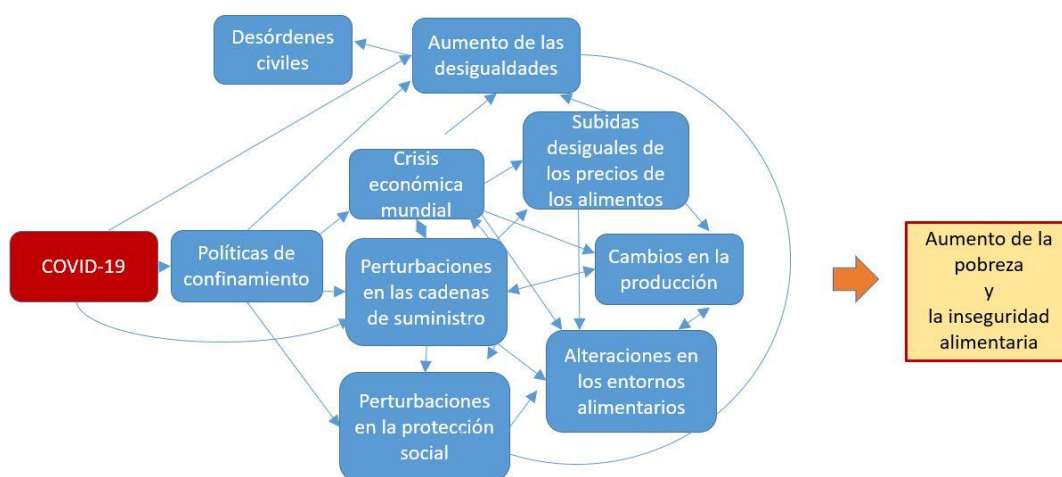 Desórdenes
civiles
Aumento de las
desigualdades
Subidas
desiguales de
los precios de
los alimentos
Crisis
económica
mundial
COVID-19
Políticas de
confinamiento
Perturbaciones
en las cadenas
de suministro
Cambios en la
producción
Alteraciones en
los entornos
alimentarios
Perturbaciones
en la protección
social
Aumento de la
pobreza
y
la inseguridad
alimentaria